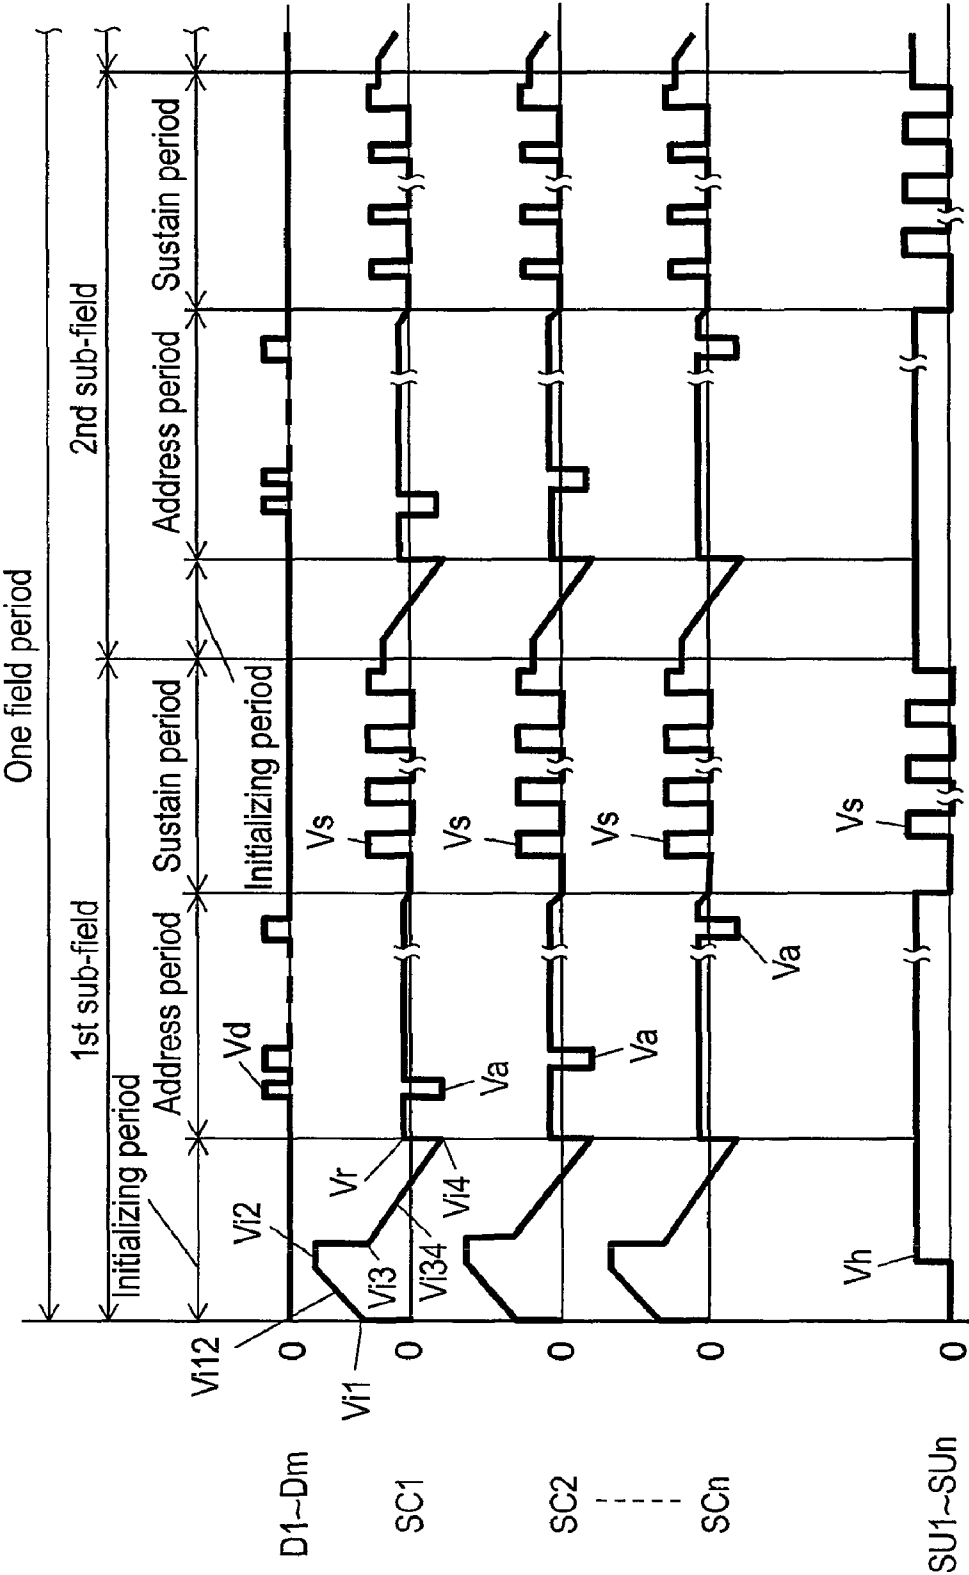 One field period
1st sub-field
2nd sub-field
Initializing period
Address period
Sustain period
Initializing period
Address period
Sustain period
Vi12
Vi2
Vd
D1~Dm
0
Vi1
Vi3
Vi34
Vr
Vi4
Va
Vs
SC1
0
Va
Vs
SC2
0
Va
Vs
SCn
0
Vh
Vs
SU1~SUn
0